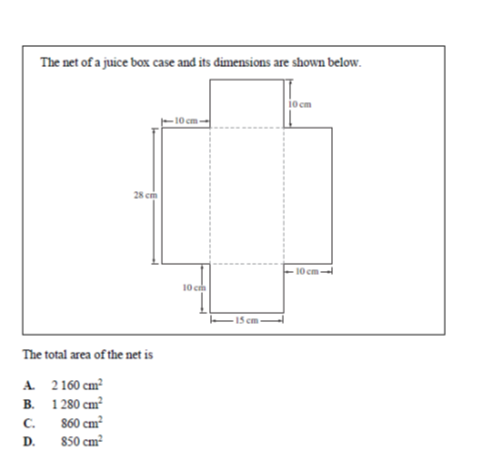 The net of a juice box case and its dimensions are shown below.
10 cm
10 cm
28 cm
10 cm
10 cm
15 cm
The total area of the net is
A. 2 160 cm²
B. 1 280 cm²
C. 860 cm²
D. 850 cm²